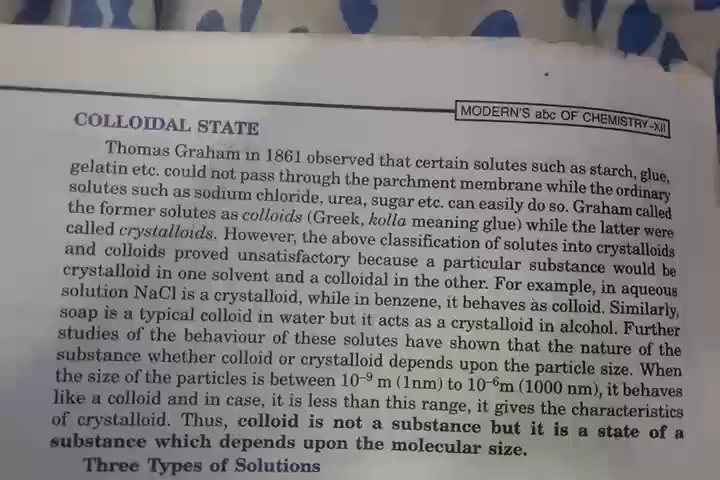 MODERN'S abc OF CHEMISTRY–XII
COLLOIDAL STATE
Thomas Graham in 1861 observed that certain solutes such as starch, glue,
gelatin etc. could not pass through the parchment membrane while the ordinary
solutes such as sodium chloride, urea, sugar etc. can easily do so. Graham called
the former solutes as colloids (Greek, kolla meaning glue) while the latter were
called crystalloids. However, the above classification of solutes into crystalloids
and colloids proved unsatisfactory because a particular substance would be
crystalloid in one solvent and a colloidal in the other. For example, in aqueous
solution NaCl is a crystalloid, while in benzene, it behaves as colloid. Similarly,
soap is a typical colloid in water but it acts as a crystalloid in alcohol. Further
studies of the behaviour of these solutes have shown that the nature of the
substance whether colloid or crystalloid depends upon the particle size. When
the size of the particles is between 10⁻⁹ m (1nm) to 10⁻⁶m (1000 nm), it behaves
like a colloid and in case, it is less than this range, it gives the characteristics
of crystalloid. Thus, colloid is not a substance but it is a state of a
substance which depends upon the molecular size.
Three Types of Solutions